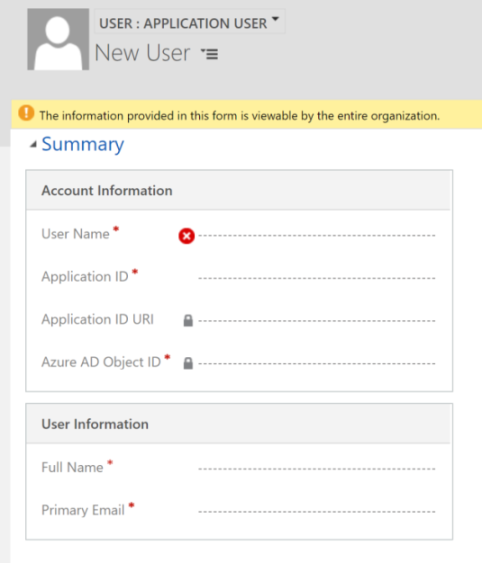 USER : APPLICATION USER
New User
The information provided in this form is viewable by the entire organization.
Summary
Account Information
User Name *
Application ID *
Application ID URI
Azure AD Object ID *
User Information
Full Name *
Primary Email *